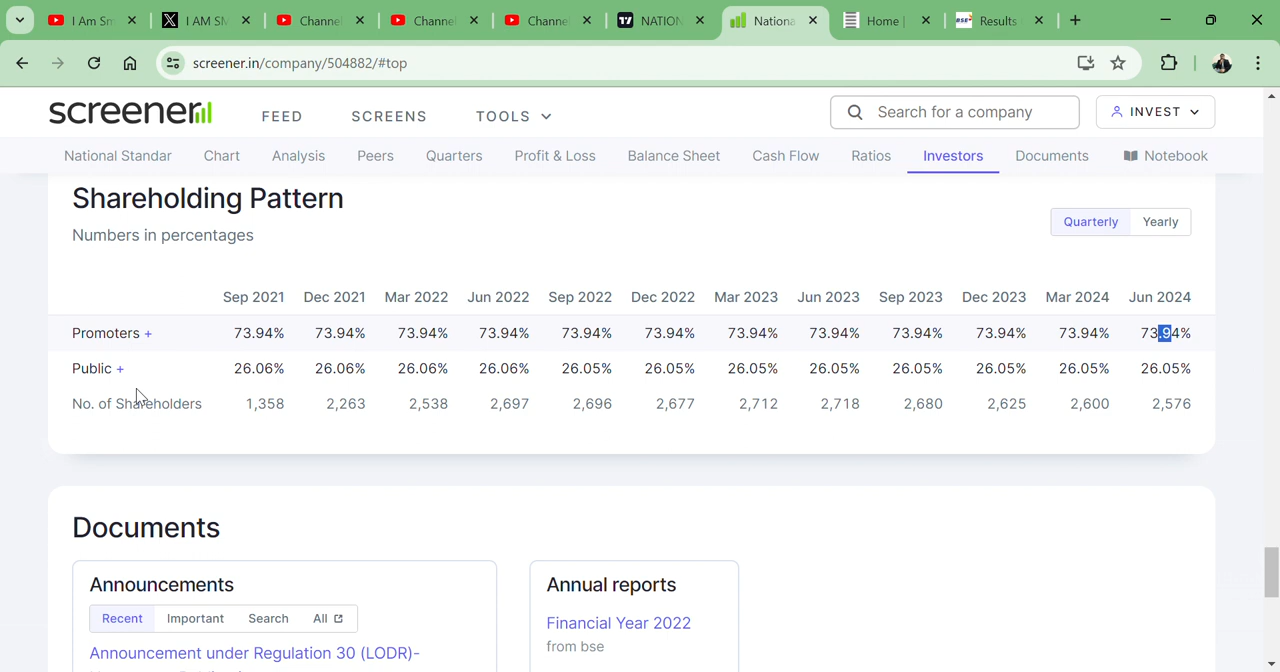 I Am Sm
I AM SM
Channel
Channel
Channel
NATION
Nationa
Home |
Results
screener.in/company/504882/#top
screener
FEED
SCREENS
TOOLS
Search for a company
INVEST
National Standar
Chart
Analysis
Peers
Quarters
Profit & Loss
Balance Sheet
Cash Flow
Ratios
Investors
Documents
Notebook
Shareholding Pattern
Numbers in percentages
Quarterly
Yearly
Sep 2021 Dec 2021 Mar 2022 Jun 2022 Sep 2022 Dec 2022 Mar 2023 Jun 2023 Sep 2023 Dec 2023 Mar 2024 Jun 2024
Promoters + 73.94% 73.94% 73.94% 73.94% 73.94% 73.94% 73.94% 73.94% 73.94% 73.94% 73.94% 73.94%
Public + 26.06% 26.06% 26.06% 26.06% 26.05% 26.05% 26.05% 26.05% 26.05% 26.05% 26.05% 26.05%
No. of Shareholders 1,358 2,263 2,538 2,697 2,696 2,677 2,712 2,718 2,680 2,625 2,600 2,576
Documents
Announcements
Recent
Important
Search
All
Announcement under Regulation 30 (LODR)-
Annual reports
Financial Year 2022
from bse